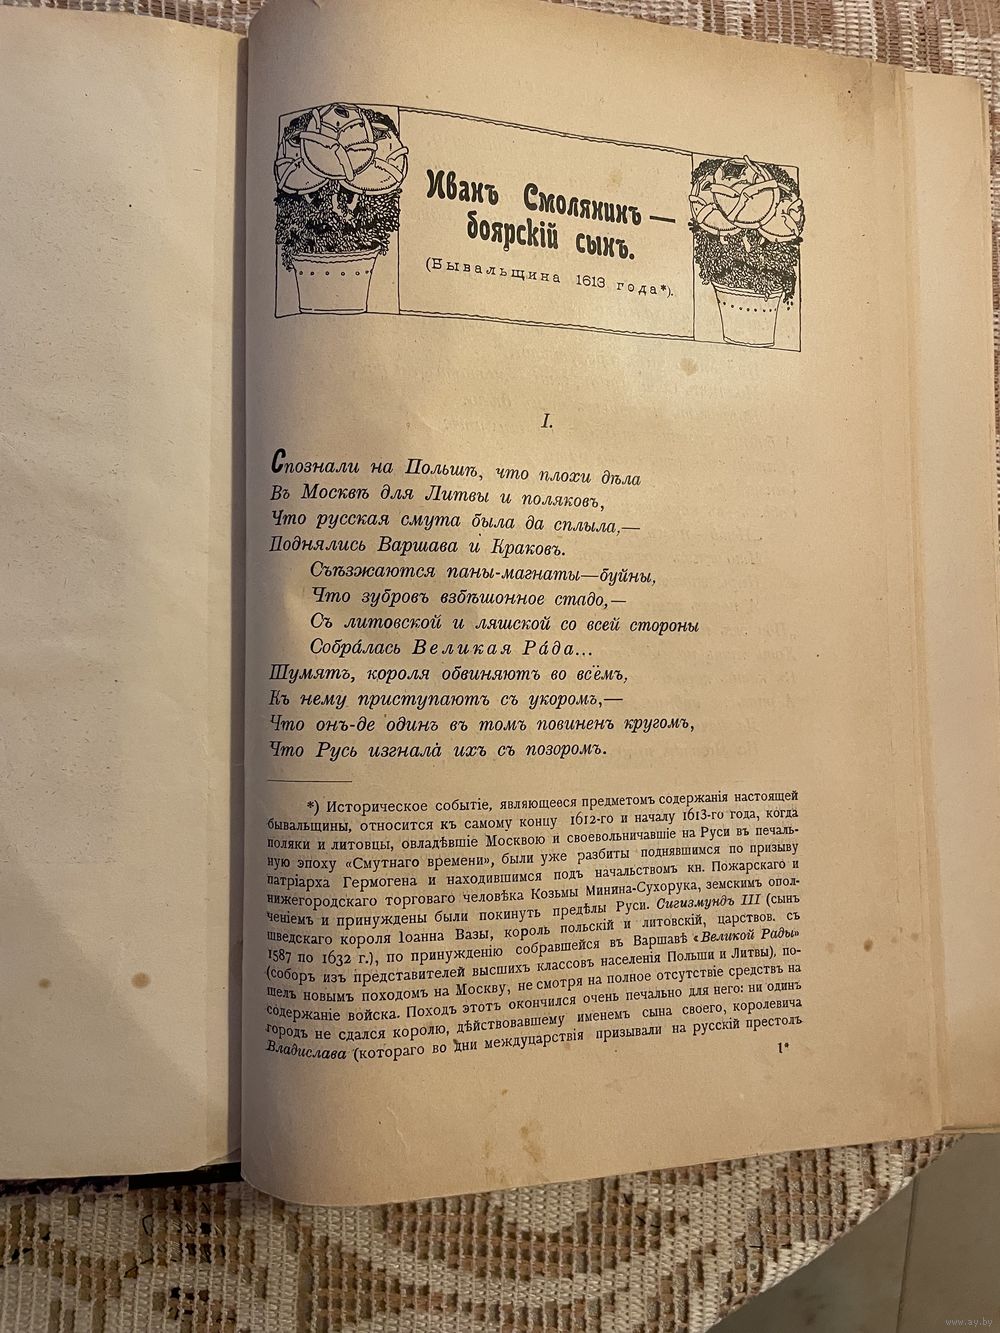 Иванъ Смолянинъ —
боярскій сынъ.
(Бывальщина 1613 года*).
I.
Спознали на Польшѣ, что плохи дѣла
Въ Москвѣ для Литвы и поляковъ,
Что русская смута была да сплыла,—
Поднялись Варшава и Краковъ.
Съѣзжаются паны-магнаты—буйны,
Что зубровъ взбѣшонное стадо,—
Съ литовской и ляшской со всей стороны
Собра́лась Великая Ра́да...
Шумятъ, короля обвиняютъ во всёмъ,
Къ нему приступаютъ съ укоромъ,—
Что онъ-де одинъ въ томъ повиненъ кругомъ,
Что Русь изгнала ихъ съ позоромъ.
*) Историческое событіе, являющееся предметомъ содержанія настоящей
бывальщины, относится къ самому концу 1612-го и началу 1613-го года, когда
поляки и литовцы, овладѣвшіе Москвою и своевольничавшіе на Руси въ печаль-
ную эпоху «Смутнаго времени», были уже разбиты поднявшимся по призыву
патріарха Гермогена и находившимся подъ начальствомъ кн. Пожарскаго и
нижегородскаго торговаго человѣка Козьмы Минина-Сухорука, земскимъ опол-
ченіемъ и принуждены были покинуть предѣлы Руси. Сигизмундъ III (сынъ
шведскаго короля Іоанна Вазы, король польскій и литовскій, царствов. съ
1587 по 1632 г.), по принужденію собравшейся въ Варшавѣ «Великой Рады»
(соборъ изъ представителей высшихъ классовъ населенія Польши и Литвы), по-
шелъ новымъ походомъ на Москву, не смотря на полное отсутствіе средствъ на
содержаніе войска. Походъ этотъ окончился очень печально для него: ни одинъ
городъ не сдался королю, дѣйствовавшему именемъ сына своего, королевича
Владислава (котораго во дни междуцарствія призывали на русскій престолъ
1*
www.ay.by